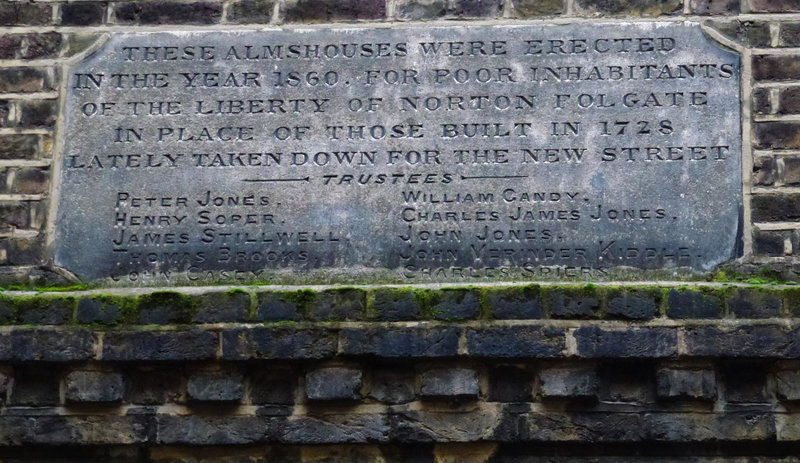 THESE ALMSHOUSES WERE ERECTED
IN THE YEAR 1860. FOR POOR INHABITANTS
OF THE LIBERTY OF NORTON FOLGATE
IN PLACE OF THOSE BUILT IN 1728
LATELY TAKEN DOWN FOR THE NEW STREET
TRUSTEES
PETER JONES. WILLIAM GANDY.
HENRY SOPER. CHARLES JAMES JONES.
JAMES STILLWELL. JOHN JONES.
THOMAS BROOKS. JOHN VERINDER KIDDLE.
JOHN CASEY. CHARLES SPIERS.